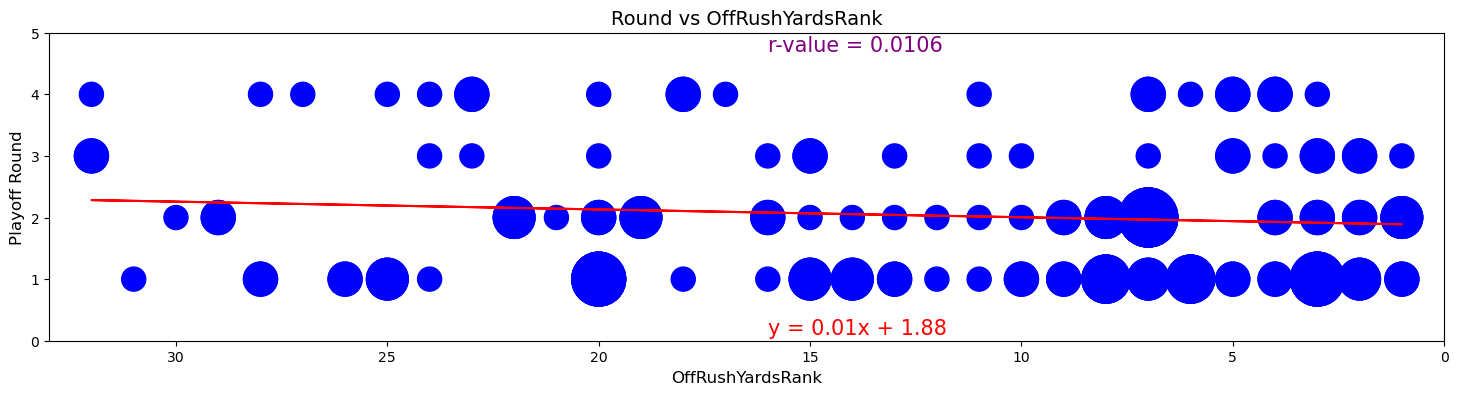 Round vs OffRushYardsRank
r-value = 0.0106
5
4
3
2
1
0
Playoff Round
y = 0.01x + 1.88
30 25 20 15 10 5 0
OffRushYardsRank